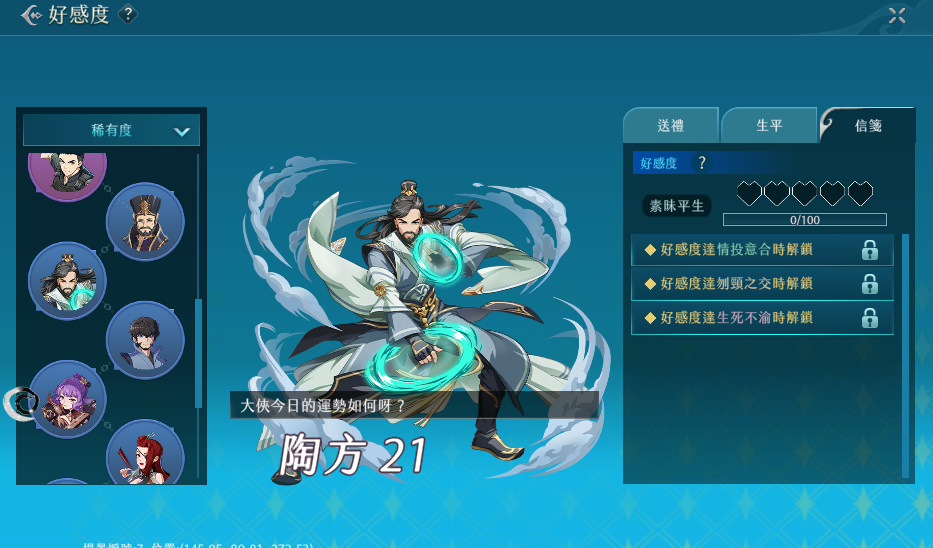 好感度 ?
稀有度
送禮
生平
信箋
好感度 ?
素昧平生
0/100
好感度達情投意合時解鎖
好感度達刎頸之交時解鎖
好感度達生死不渝時解鎖
大俠今日的運勢如何呀？
陶方 21